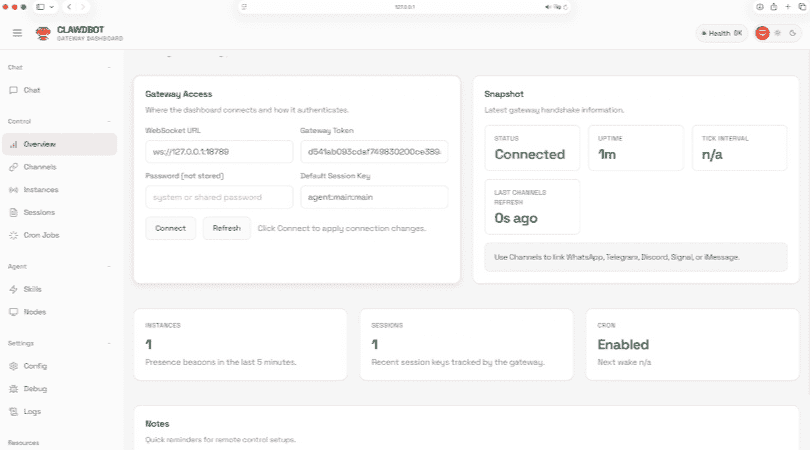 127.0.0.1
CLAWDBOT
GATEWAY DASHBOARD
Health OK
Chat
Chat
Control
Overview
Channels
Instances
Sessions
Cron Jobs
Agent
Skills
Nodes
Settings
Config
Debug
Logs
Resources
Gateway Access
Where the dashboard connects and how it authenticates.
WebSocket URL
Gateway Token
ws://127.0.0.1:18789
d541ab093cdaf749830200ce389
Password (not stored)
Default Session Key
system or shared password
agent:main:main
Connect
Refresh
Click Connect to apply connection changes.
Snapshot
Latest gateway handshake information.
STATUS
Connected
UPTIME
1m
TICK INTERVAL
n/a
LAST CHANNELS
REFRESH
0s ago
Use Channels to link WhatsApp, Telegram, Discord, Signal, or iMessage.
INSTANCES
1
Presence beacons in the last 5 minutes.
SESSIONS
1
Recent session keys tracked by the gateway.
CRON
Enabled
Next wake n/a
Notes
Quick reminders for remote control setups.